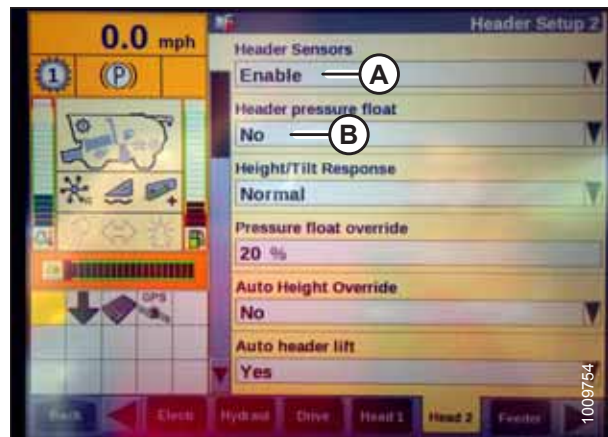 0.0 mph
Header Setup 2
1
(P)
Header Sensors
Enable
A
Header pressure float
No
B
Height/Tilt Response
Normal
Pressure float override
20 %
Auto Height Override
No
GPS
Auto header lift
Yes
Back
Electr
Hydraul
Drive
Head 1
Head 2
Feeder
1009754